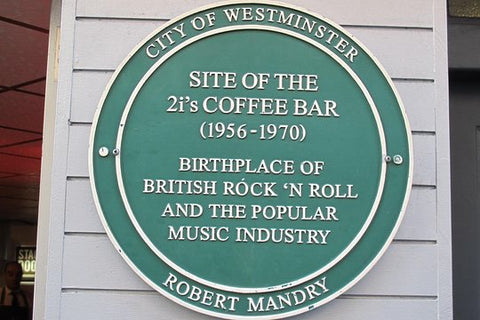 CITY OF WESTMINSTER
SITE OF THE
2i's COFFEE BAR
(1956-1970)
BIRTHPLACE OF
BRITISH ROCK 'N ROLL
AND THE POPULAR
MUSIC INDUSTRY
ROBERT MANDRY